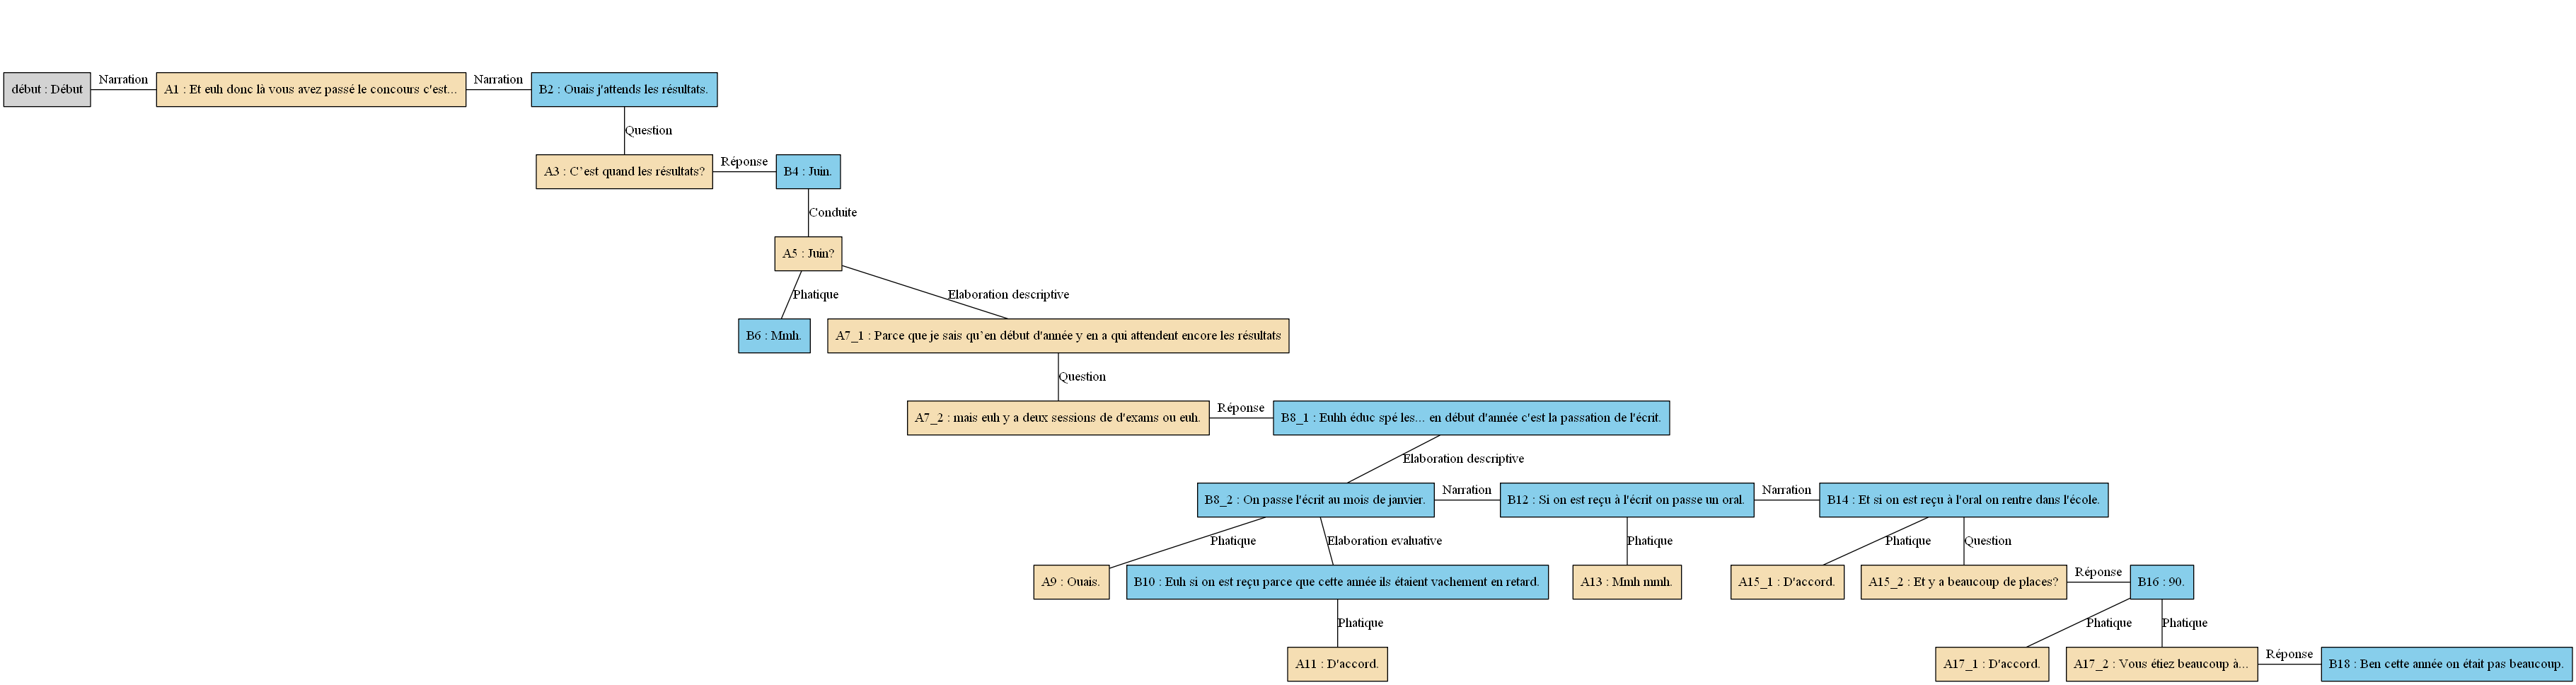 début : Début
Narration
A1 : Et euh donc là vous avez passé le concours c'est...
Narration
B2 : Ouais j'attends les résultats.
Question
A3 : C’est quand les résultats?
Réponse
B4 : Juin.
Conduite
A5 : Juin?
Phatique
Elaboration descriptive
B6 : Mmh.
A7_1 : Parce que je sais qu’en début d'année y en a qui attendent encore les résultats
Question
A7_2 : mais euh y a deux sessions de d'exams ou euh.
Réponse
B8_1 : Euhh éduc spé les... en début d'année c'est la passation de l'écrit.
Elaboration descriptive
B8_2 : On passe l'écrit au mois de janvier.
Narration
B12 : Si on est reçu à l'écrit on passe un oral.
Narration
B14 : Et si on est reçu à l'oral on rentre dans l'école.
Phatique
Elaboration evaluative
Phatique
Phatique
Question
A9 : Ouais.
B10 : Euh si on est reçu parce que cette année ils étaient vachement en retard.
A13 : Mmh mmh.
A15_1 : D'accord.
A15_2 : Et y a beaucoup de places?
Réponse
B16 : 90.
Phatique
Phatique
Phatique
A11 : D'accord.
A17_1 : D'accord.
A17_2 : Vous étiez beaucoup à...
Réponse
B18 : Ben cette année on était pas beaucoup.